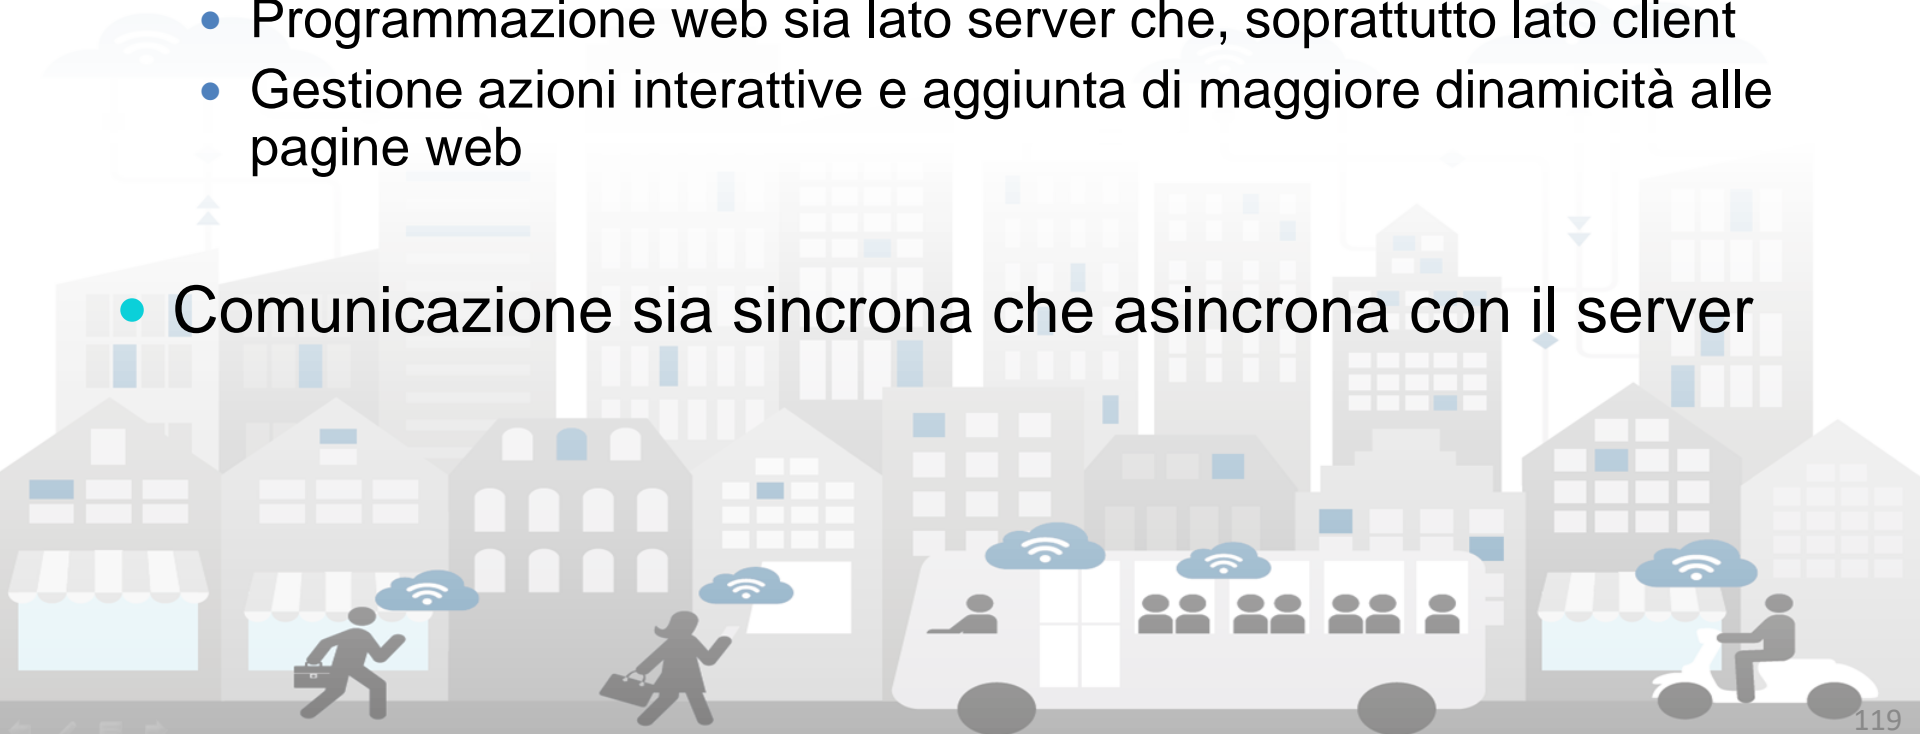 • Programmazione web sia lato server che, soprattutto lato client
• Gestione azioni interattive e aggiunta di maggiore dinamicità alle
pagine web
• Comunicazione sia sincrona che asincrona con il server
119